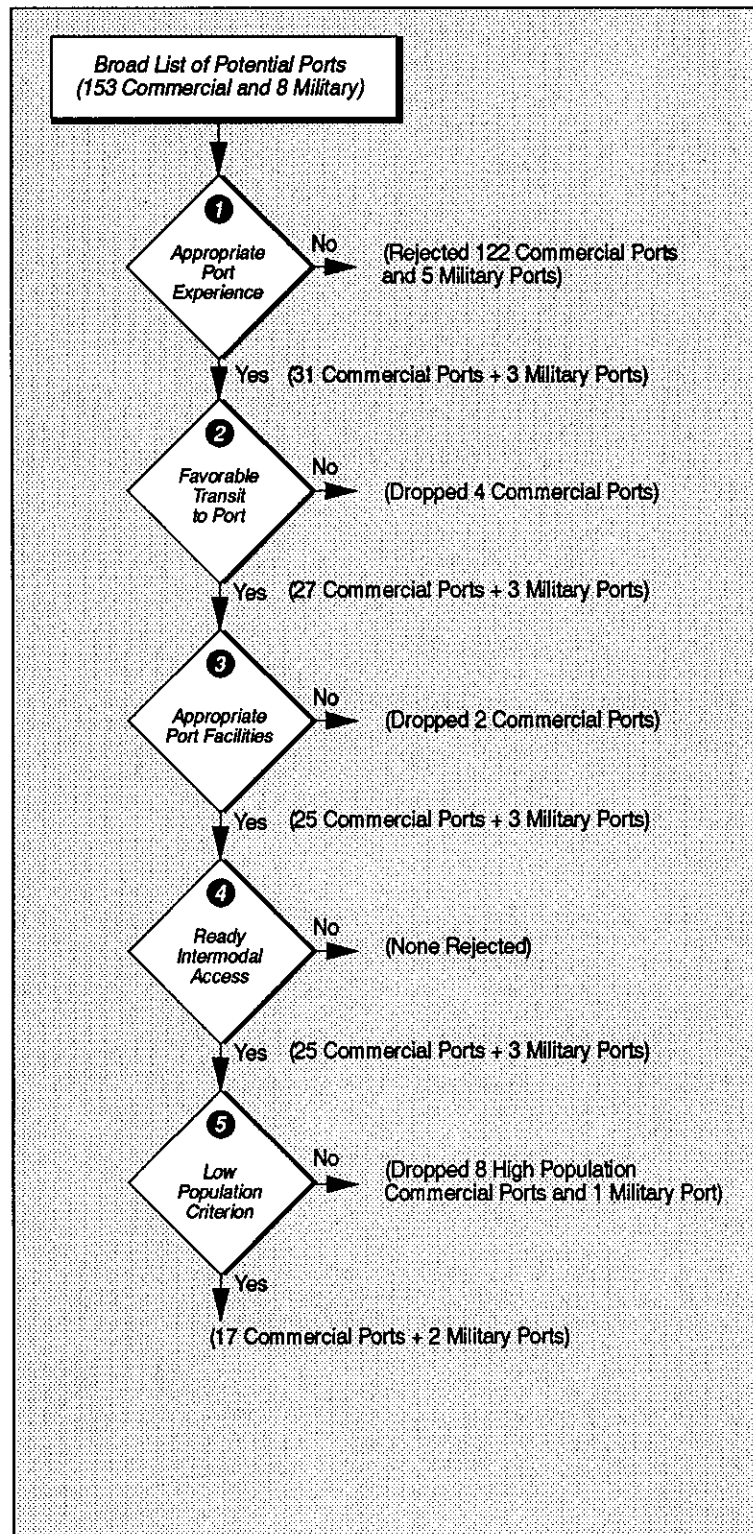 Broad List of Potential Ports
(153 Commercial and 8 Military)
1
Appropriate
Port
Experience
No
(Rejected 122 Commercial Ports
and 5 Military Ports)
Yes
(31 Commercial Ports + 3 Military Ports)
2
Favorable
Transit
to Port
No
(Dropped 4 Commercial Ports)
Yes
(27 Commercial Ports + 3 Military Ports)
3
Appropriate
Port Facilities
No
(Dropped 2 Commercial Ports)
Yes
(25 Commercial Ports + 3 Military Ports)
4
Ready
Intermodal
Access
No
(None Rejected)
Yes
(25 Commercial Ports + 3 Military Ports)
5
Low
Population
Criterion
No
(Dropped 8 High Population
Commercial Ports and 1 Military Port)
Yes
(17 Commercial Ports + 2 Military Ports)